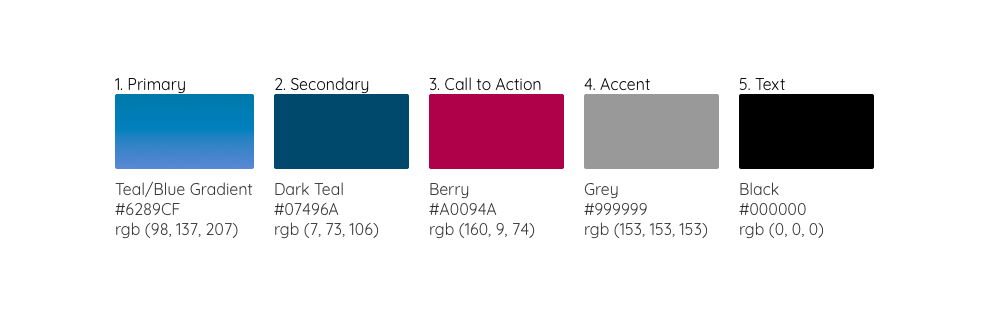 1. Primary
Teal/Blue Gradient
#6289CF
rgb (98, 137, 207)
2. Secondary
Dark Teal
#07496A
rgb (7, 73, 106)
3. Call to Action
Berry
#A0094A
rgb (160, 9, 74)
4. Accent
Grey
#999999
rgb (153, 153, 153)
5. Text
Black
#000000
rgb (0, 0, 0)